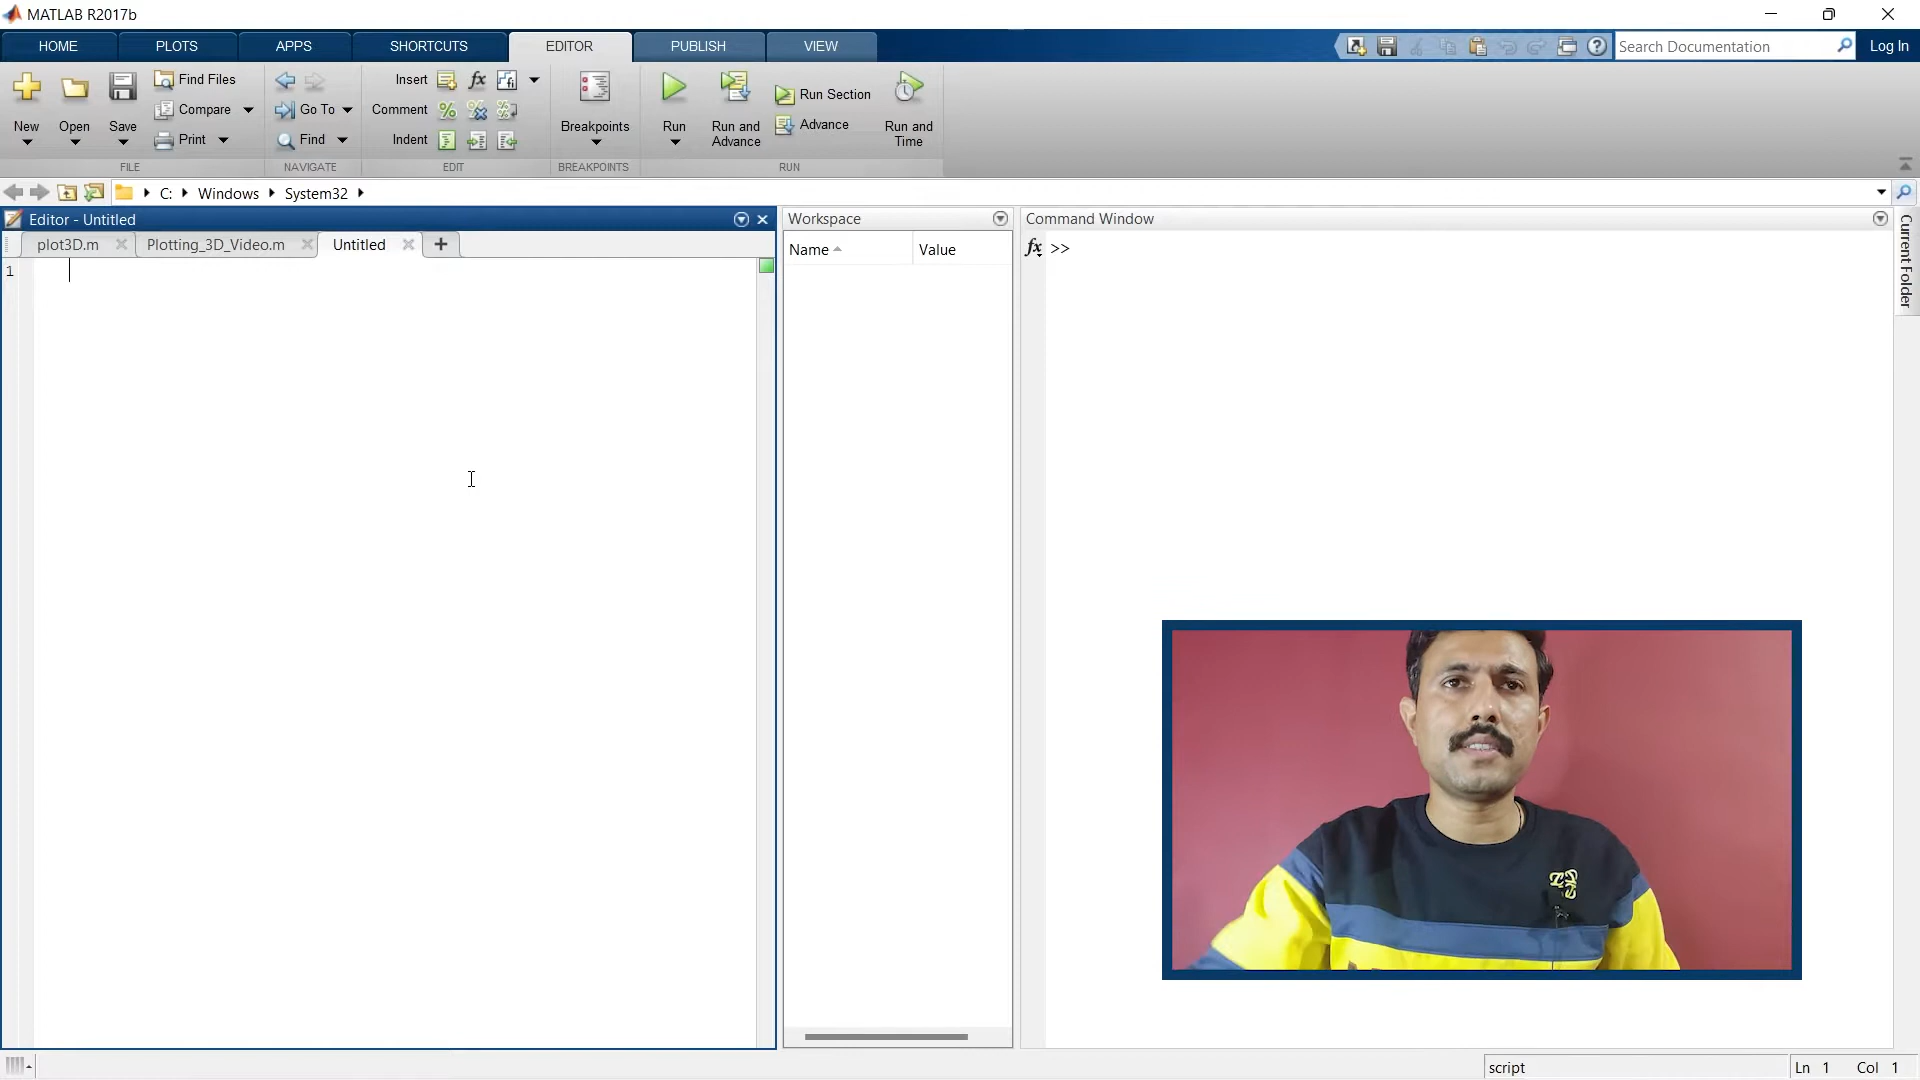 MATLAB R2017b
HOME PLOTS APPS SHORTCUTS EDITOR PUBLISH VIEW Search Documentation Log In
New Open Save Find Files Compare Print
Go To Find
Insert Comment Indent
Breakpoints
Run Run and Advance Run Section Advance Run and Time
FILE NAVIGATE EDIT BREAKPOINTS RUN
C: Windows System32
Editor - Untitled
plot3D.m Plotting_3D_Video.m Untitled
1
Workspace
Name Value
Command Window
fx >>
Current Folder
script Ln 1 Col 1